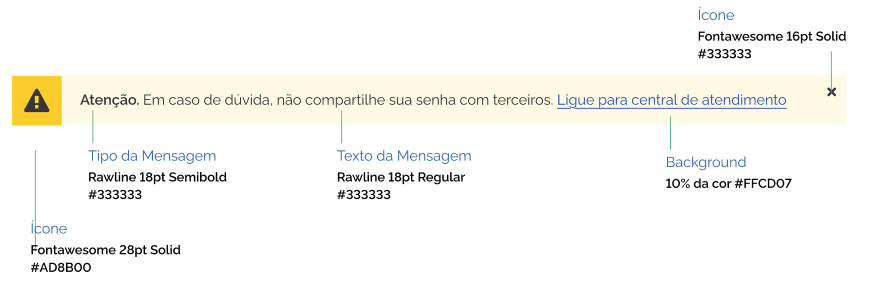 Ícone
Fontawesome 16pt Solid
#333333
Atenção. Em caso de dúvida, não compartilhe sua senha com terceiros. Ligue para central de atendimento
Tipo da Mensagem
Rawline 18pt Semibold
#333333
Texto da Mensagem
Rawline 18pt Regular
#333333
Background
10% da cor #FFCD07
Ícone
Fontawesome 28pt Solid
#AD8B00